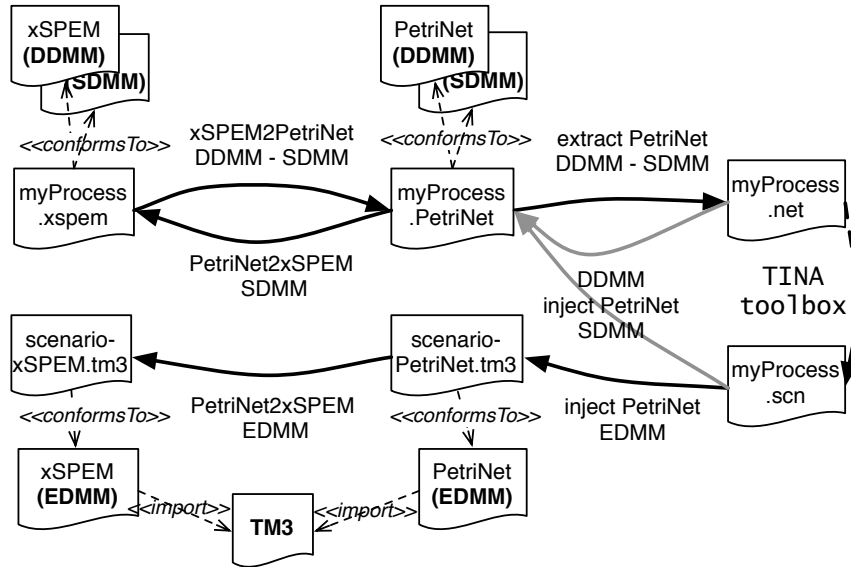 xSPEM
(DDMM)
(SDMM)
PetriNet
(DDMM)
(SDMM)
<<conformsTo>>
xSPEM2PetriNet
DDMM - SDMM
<<conformsTo>>
extract PetriNet
DDMM - SDMM
myProcess
.xspem
myProcess
.PetriNet
myProcess
.net
PetriNet2xSPEM
SDMM
DDMM
inject PetriNet
SDMM
TINA
toolbox
scenario-
xSPEM.tm3
scenario-
PetriNet.tm3
myProcess
.scn
<<conformsTo>>
PetriNet2xSPEM
EDMM
<<conformsTo>>
inject PetriNet
EDMM
xSPEM
(EDMM)
PetriNet
(EDMM)
<<import>>
<<import>>
TM3